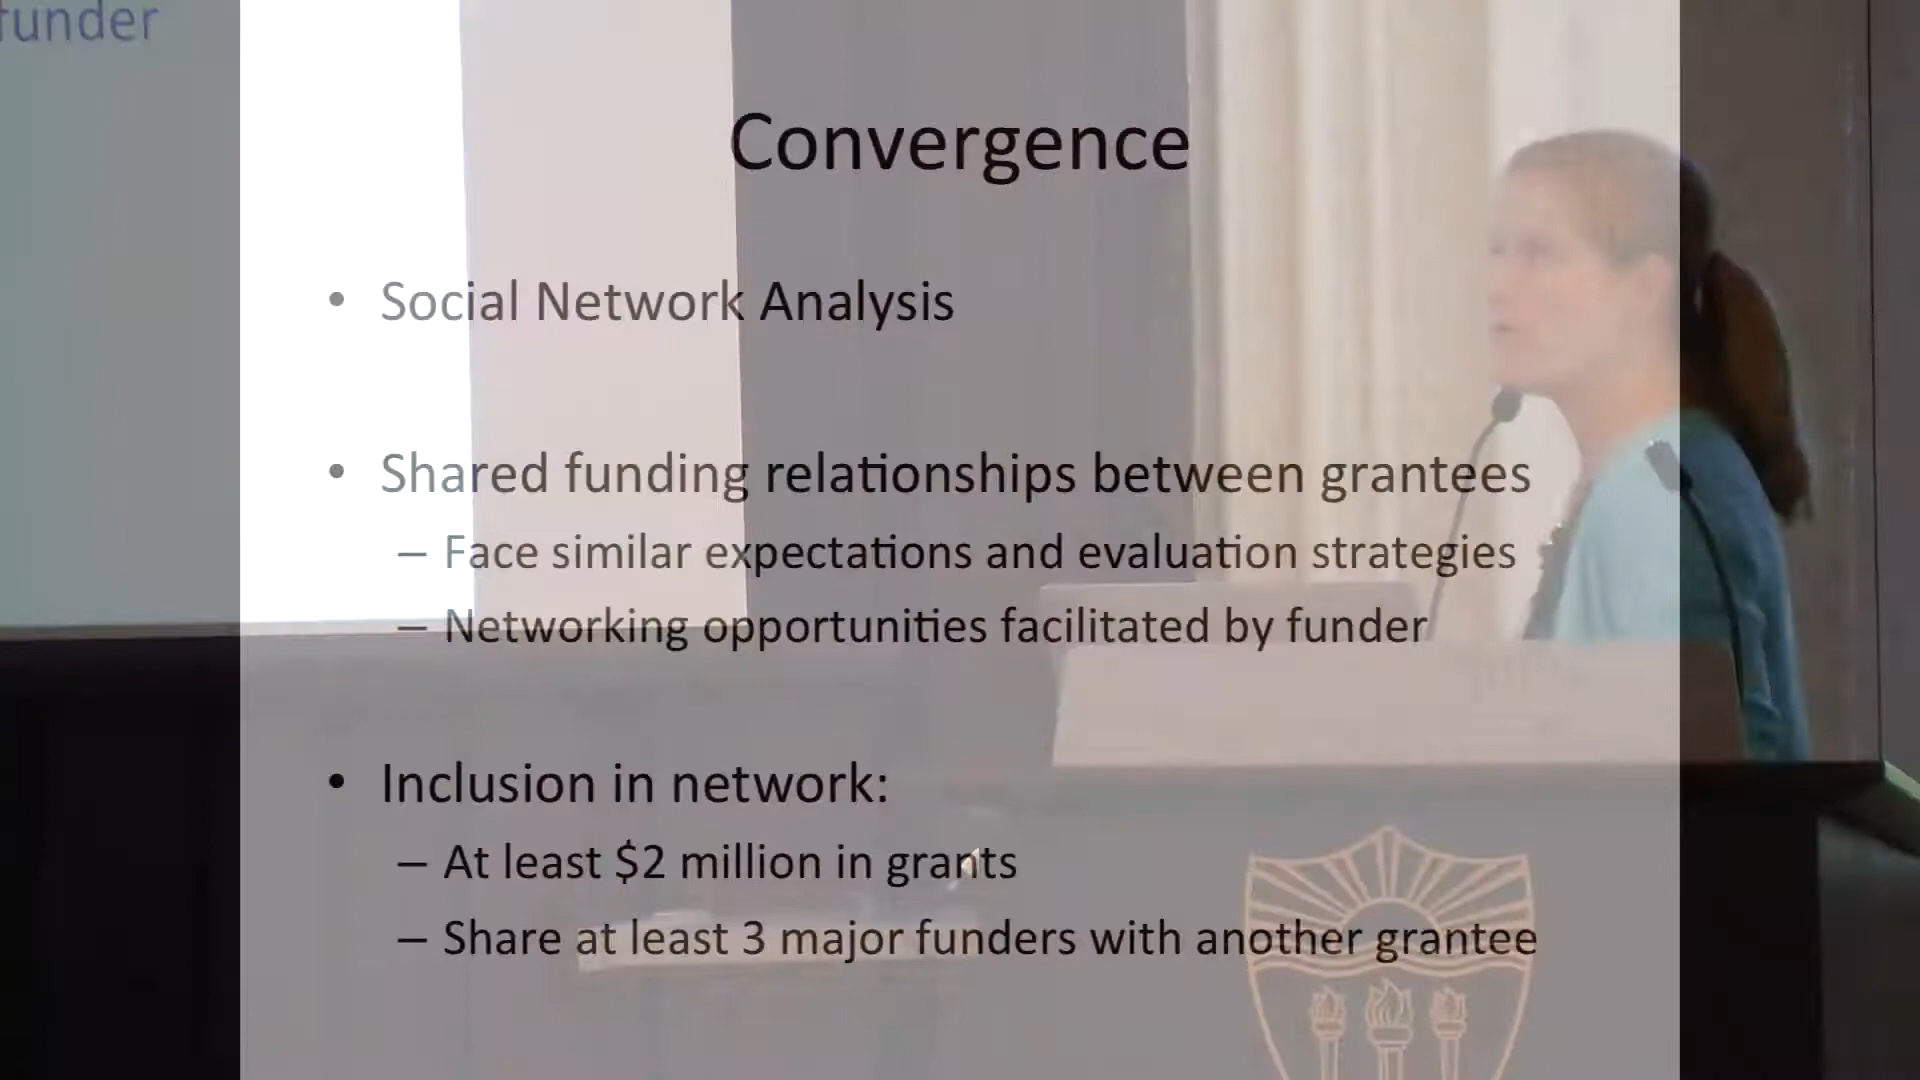 funder
Convergence
• Social Network Analysis
• Shared funding relationships between grantees
– Face similar expectations and evaluation strategies
– Networking opportunities facilitated by funder
• Inclusion in network:
– At least $2 million in grants
– Share at least 3 major funders with another grantee